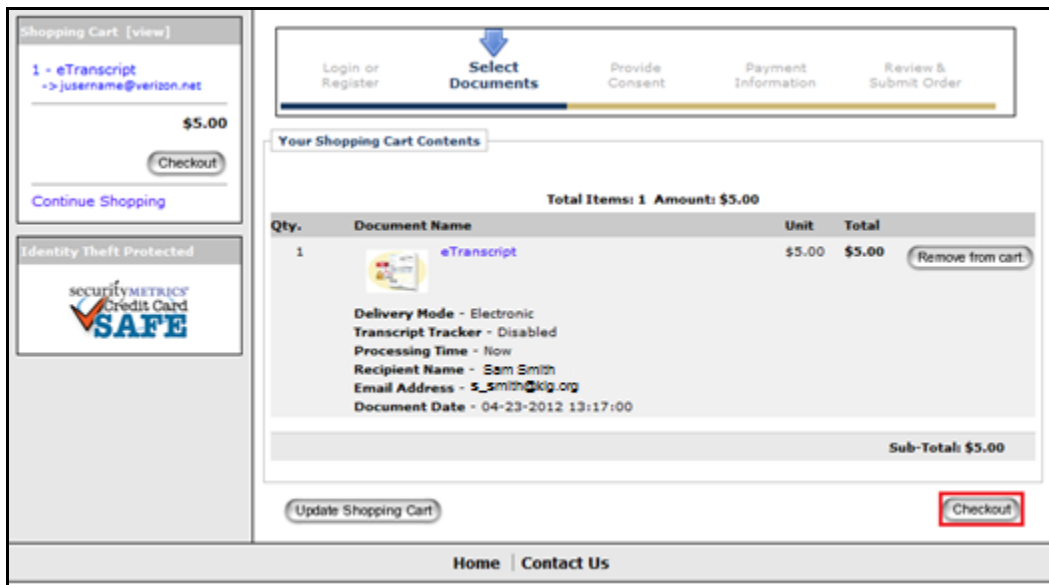 Shopping Cart [view]
1 - eTranscript
->jusername@verizon.net
$5.00
Checkout
Continue Shopping
Identity Theft Protected
securityMETRICS
Credit Card
SAFE
Login or
Register
Select
Documents
Provide
Consent
Payment
Information
Review &
Submit Order
Your Shopping Cart Contents
Total Items: 1 Amount: $5.00
Qty. Document Name Unit Total
1 eTranscript $5.00 $5.00 Remove from cart
Delivery Mode - Electronic
Transcript Tracker - Disabled
Processing Time - Now
Recipient Name - Sam Smith
Email Address - s_smith@klg.org
Document Date - 04-23-2012 13:17:00
Sub-Total: $5.00
Update Shopping Cart Checkout
Home | Contact Us